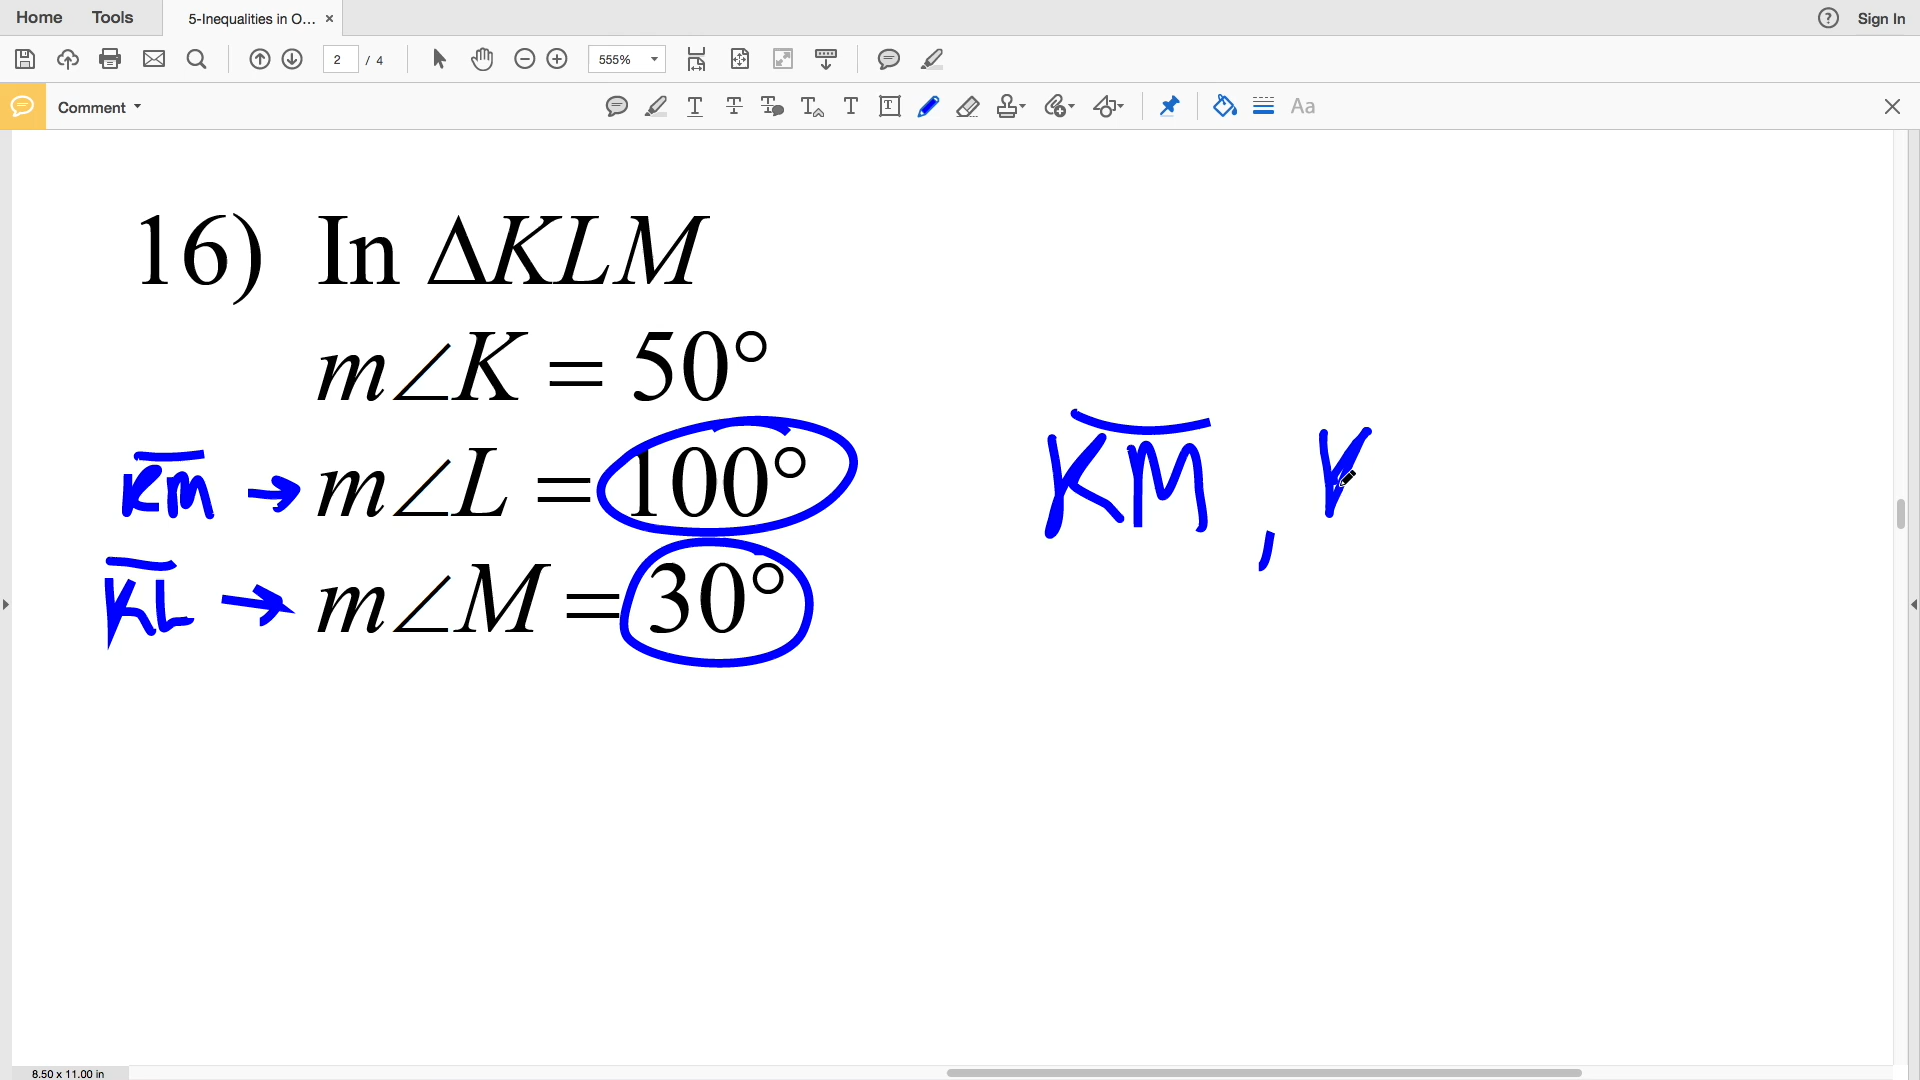 Home Tools 5-Inequalities in O... × ? Sign In
2 / 4 555%
Comment T T T T T T Aa
16) In ΔKLM
m∠K = 50°
KM → m∠L = 100° KM , K
KL → m∠M = 30°
8.50 x 11.00 in